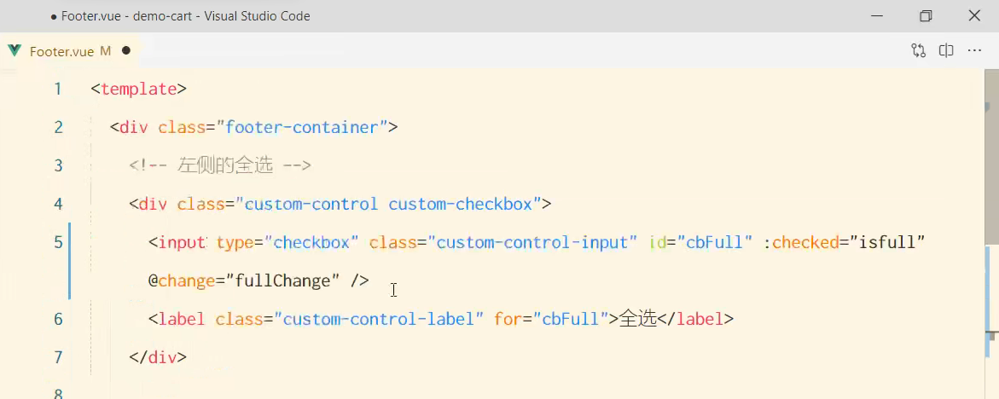 ● Footer.vue - demo-cart - Visual Studio Code
Footer.vue M ●
1 <template>
2 <div class="footer-container">
3 <!-- 左侧的全选 -->
4 <div class="custom-control custom-checkbox">
5 <input type="checkbox" class="custom-control-input" id="cbFull" :checked="isfull"
@change="fullChange" />
6 <label class="custom-control-label" for="cbFull">全选</label>
7 </div>
8